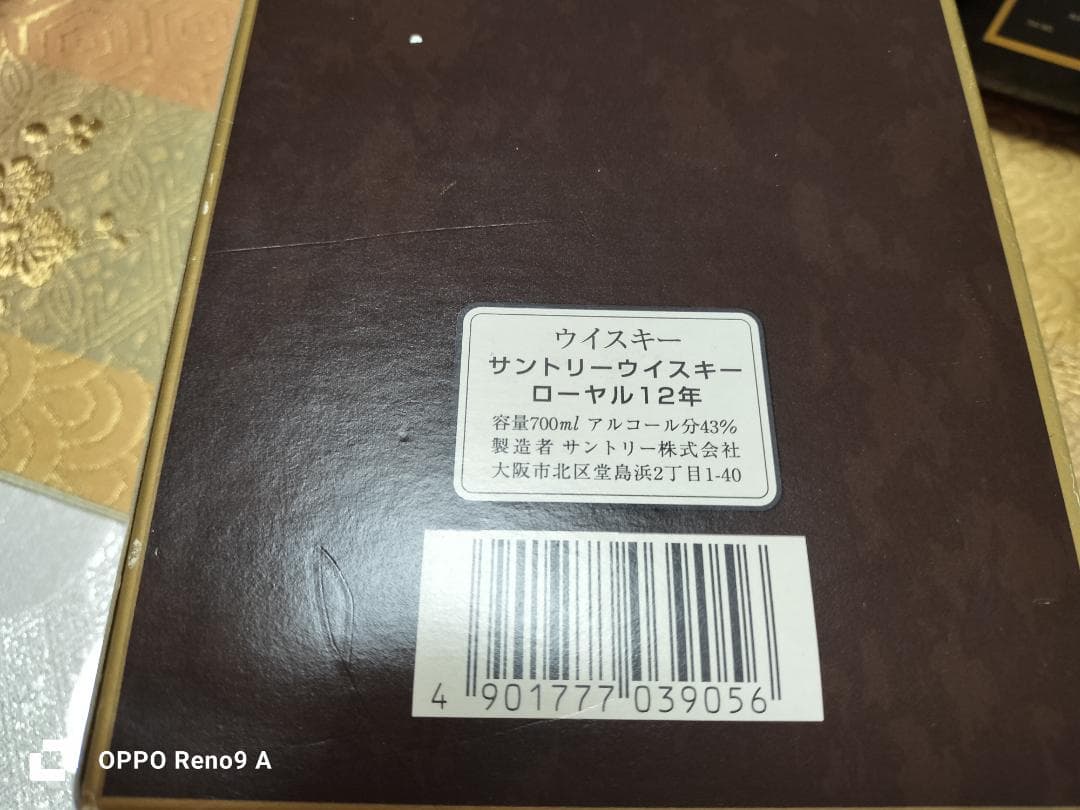 ウイスキー
サントリーウイスキー
ローヤル12年
容量700ml アルコール分43%
製造者 サントリー株式会社
大阪市北区堂島浜2丁目1-40
4 901777 039056
OPPO Reno9 A